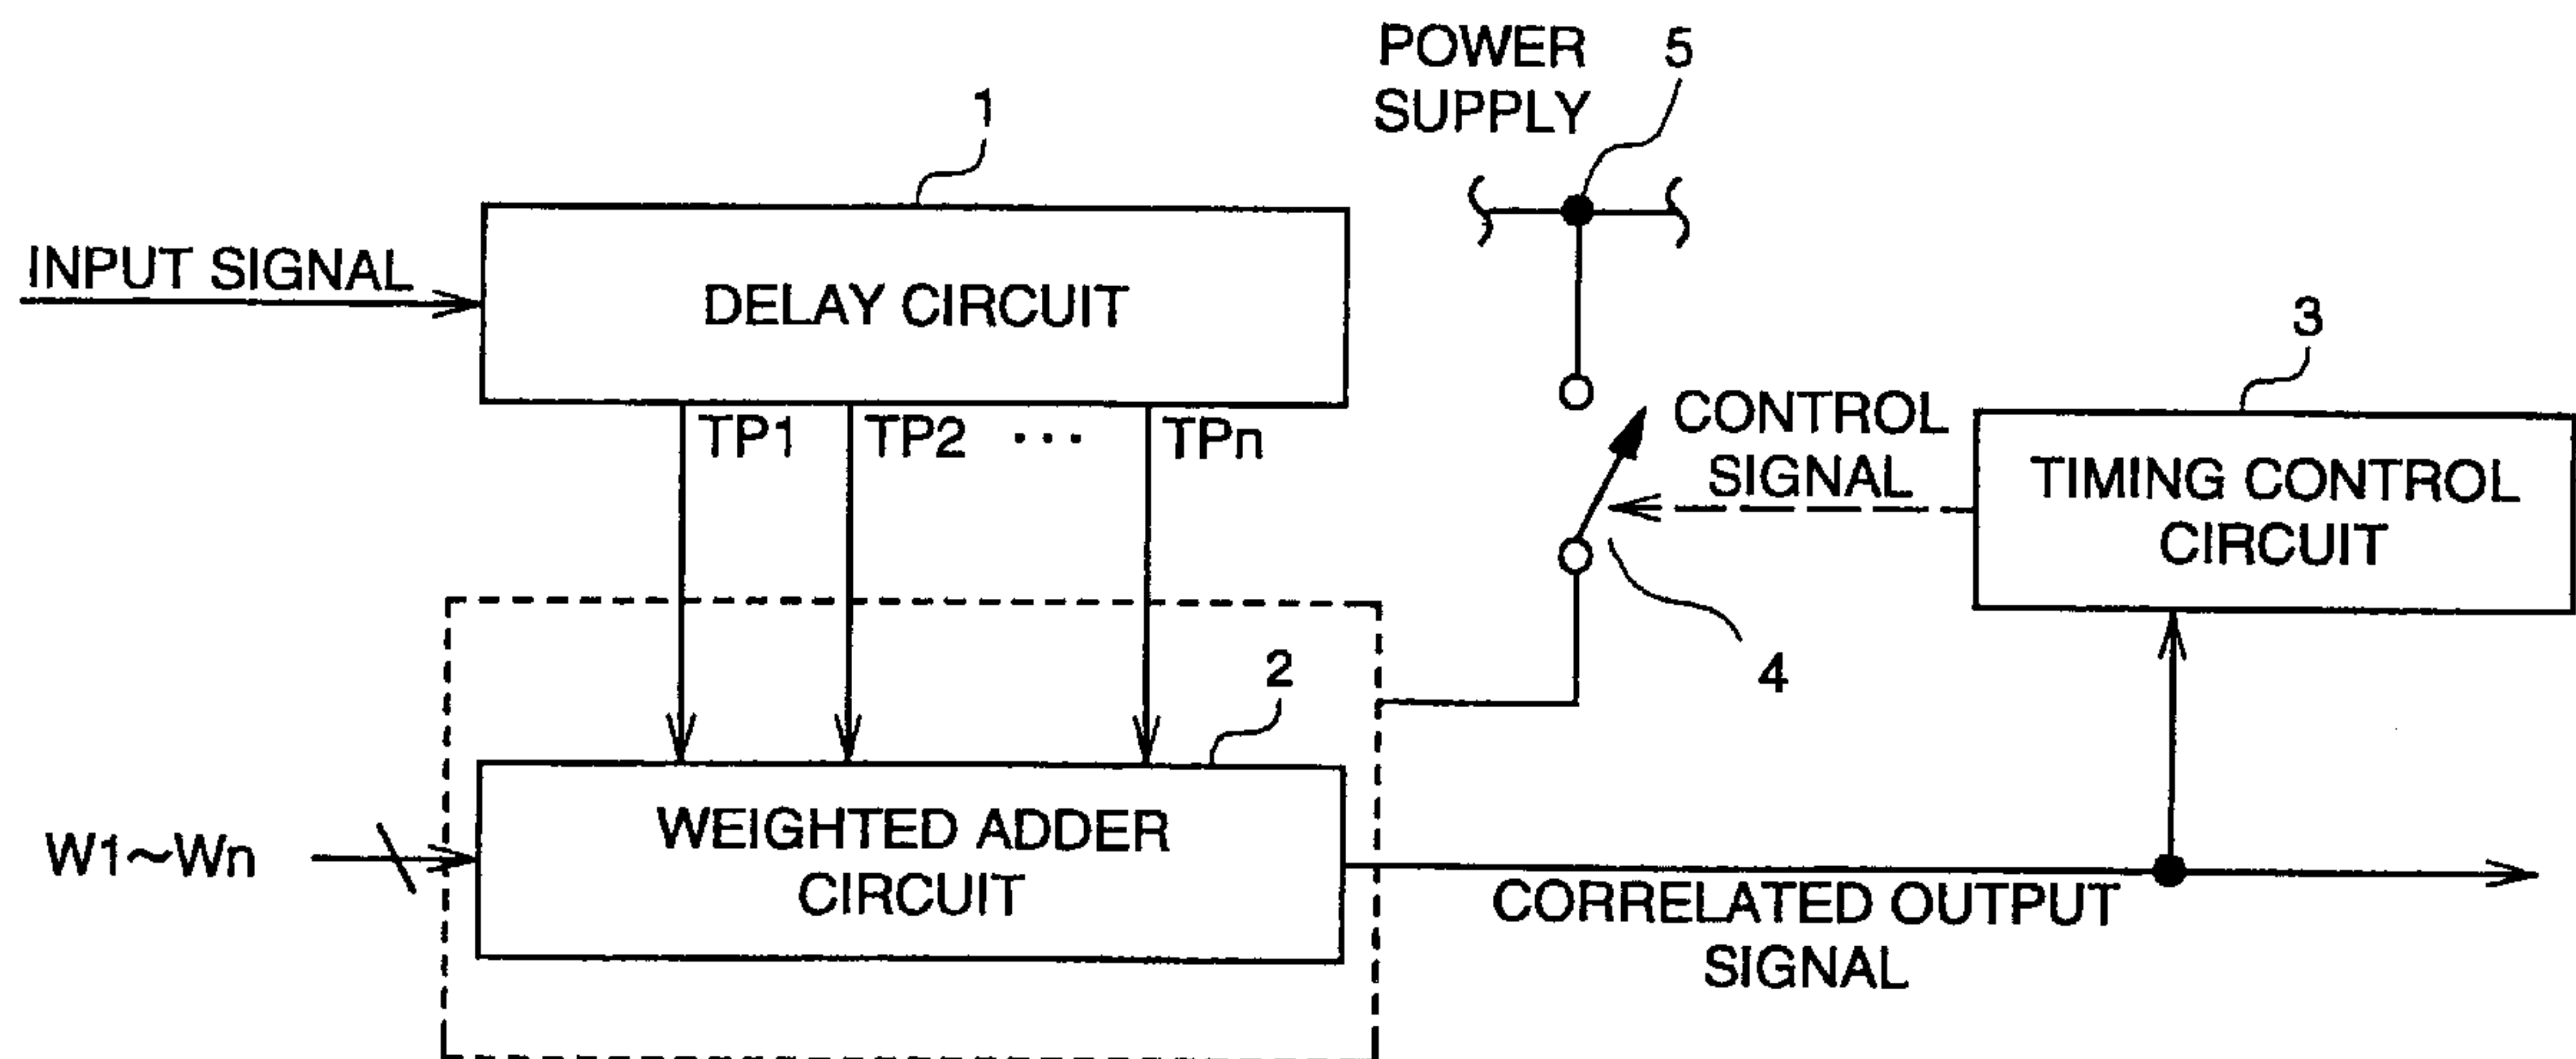 POWER
SUPPLY
5
1
INPUT SIGNAL
DELAY CIRCUIT
3
TP1 TP2 ··· TPn
CONTROL
SIGNAL
TIMING CONTROL
CIRCUIT
4
2
W1~Wn
WEIGHTED ADDER
CIRCUIT
CORRELATED OUTPUT
SIGNAL